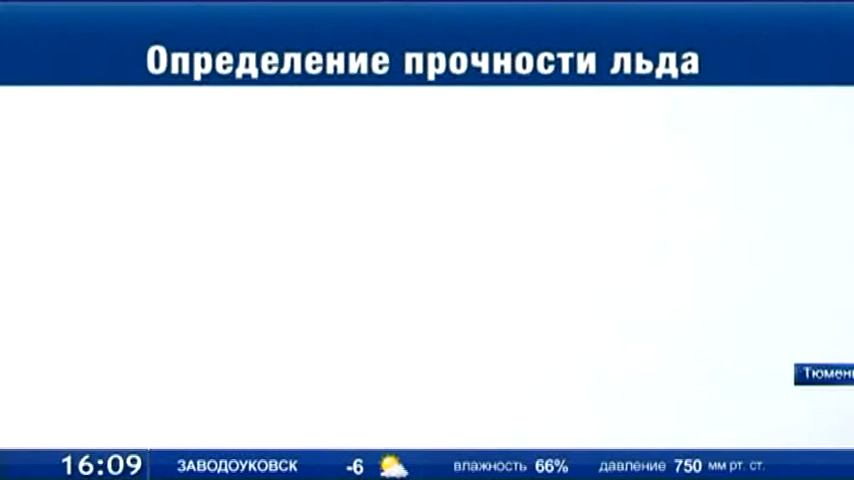 Определение прочности льда
16:09 ЗАВОДОУКОВСК -6 влажность 66% давление 750 мм рт. ст.